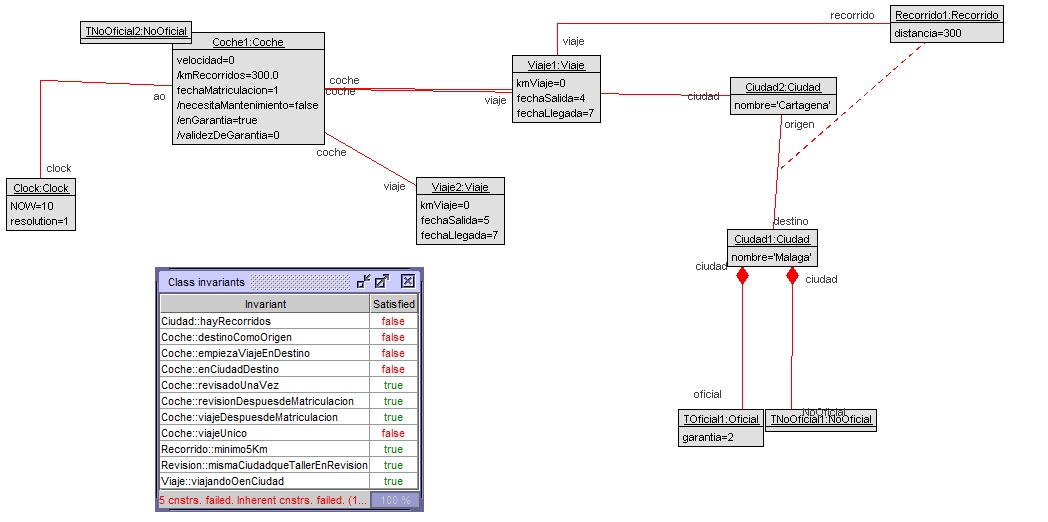 recorrido
Recorrido1:Recorrido
distancia=300
viaje
TNoOficial2:NoOficial
Coche1:Coche
velocidad=0
/kmRecorridos=300.0
fechaMatriculacion=1
/necesitaMantenimiento=false
/enGarantia=true
/validezDeGarantia=0
coche
coche
ao
viaje
Viaje1:Viaje
kmViaje=0
fechaSalida=4
fechaLlegada=7
ciudad
Ciudad2:Ciudad
nombre='Cartagena'
origen
coche
clock
viaje
Clock:Clock
NOW=10
resolution=1
Viaje2:Viaje
kmViaje=0
fechaSalida=5
fechaLlegada=7
destino
Ciudad1:Ciudad
nombre='Malaga'
ciudad
ciudad
Class invariants
Invariant Satisfied
Ciudad::hayRecorridos false
Coche::destinoComoOrigen false
Coche::empiezaViajeEnDestino false
Coche::enCiudadDestino false
Coche::revisadoUnaVez true
Coche::revisionDespuesdeMatriculacion true
Coche::viajeDespuesdeMatriculacion true
Coche::viajeUnico false
Recorrido::minimo5Km true
Revision::mismaCiudadqueTallerEnRevision true
Viaje::viajandoOenCiudad true
5 cnstrs. failed. Inherent cnstrs. failed. (1... 100 %
oficial
NoOficial
TOficial1:Oficial
garantia=2
TNoOficial1:NoOficial